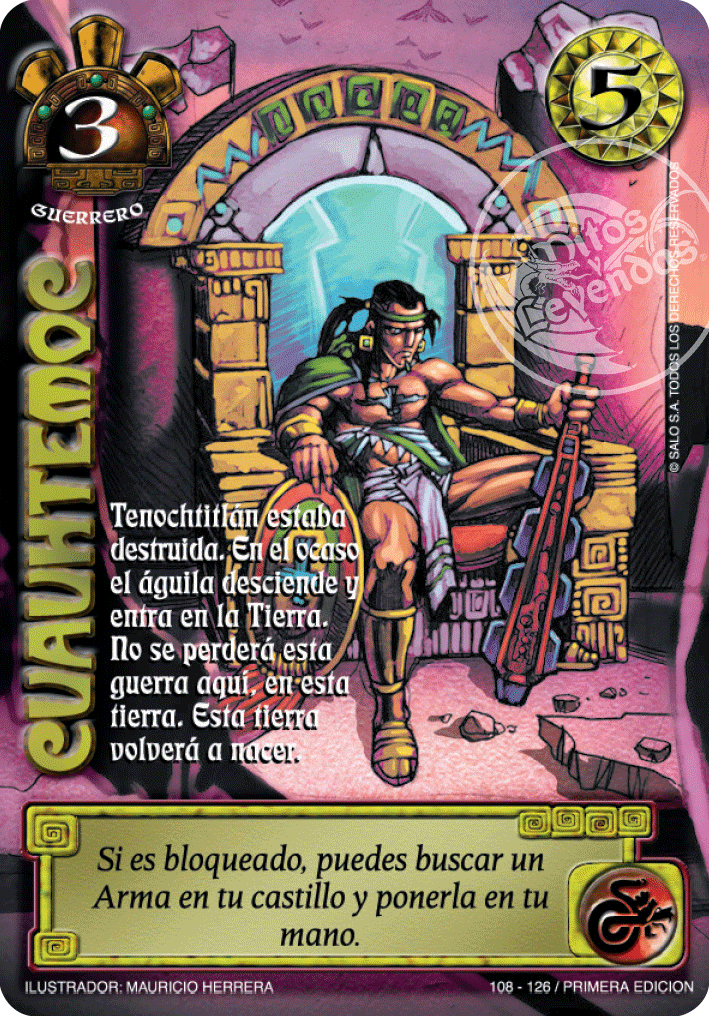 3
5
GUERRERO
Mitos
y
Leyendas
CUAUHTEMOC
© SALO S.A. TODOS LOS DERECHOS RESERVADOS
Tenochtitlán estaba
destruida. En el ocaso
el águila desciende y
entra en la Tierra.
No se perderá esta
guerra aquí, en esta
tierra. Esta tierra
volverá a nacer.
Si es bloqueado, puedes buscar un
Arma en tu castillo y ponerla en tu
mano.
ILUSTRADOR: MAURICIO HERRERA
108 - 126 / PRIMERA EDICION